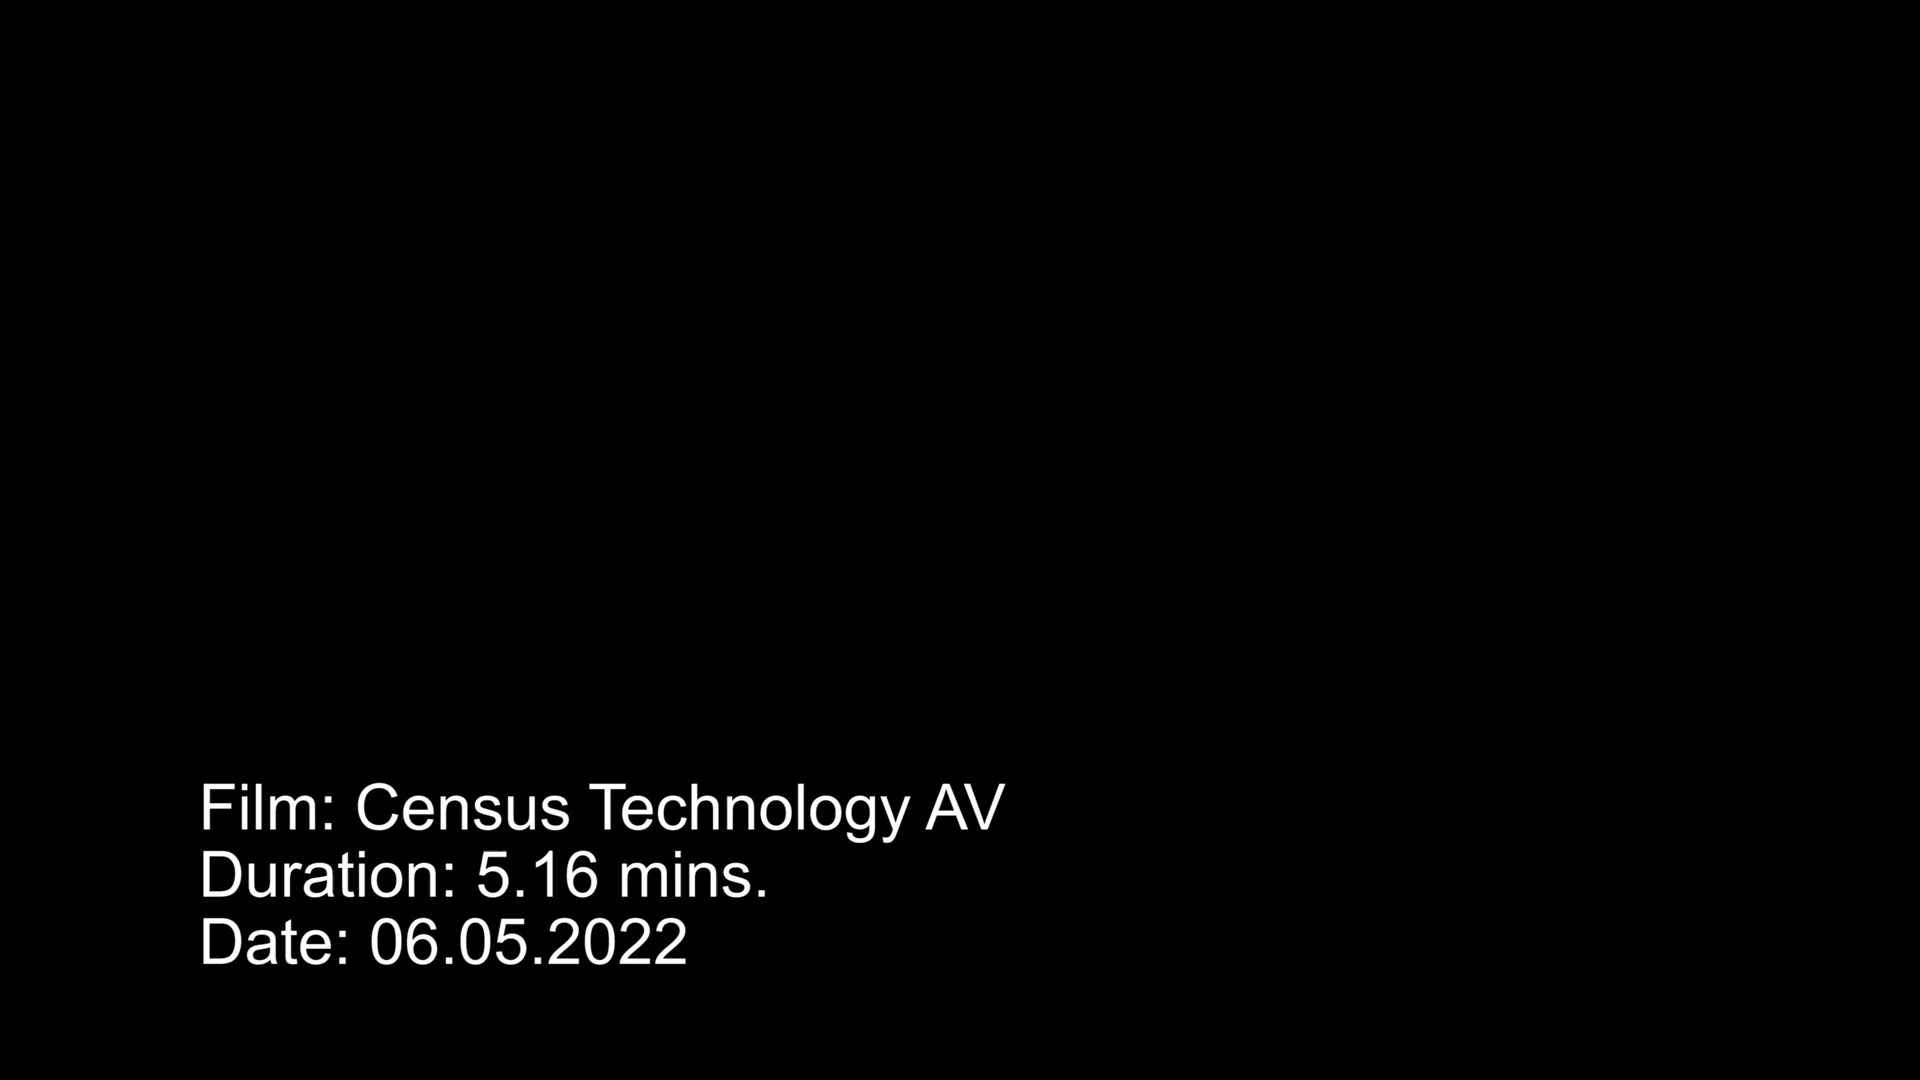 Film: Census Technology AV
Duration: 5.16 mins.
Date: 06.05.2022